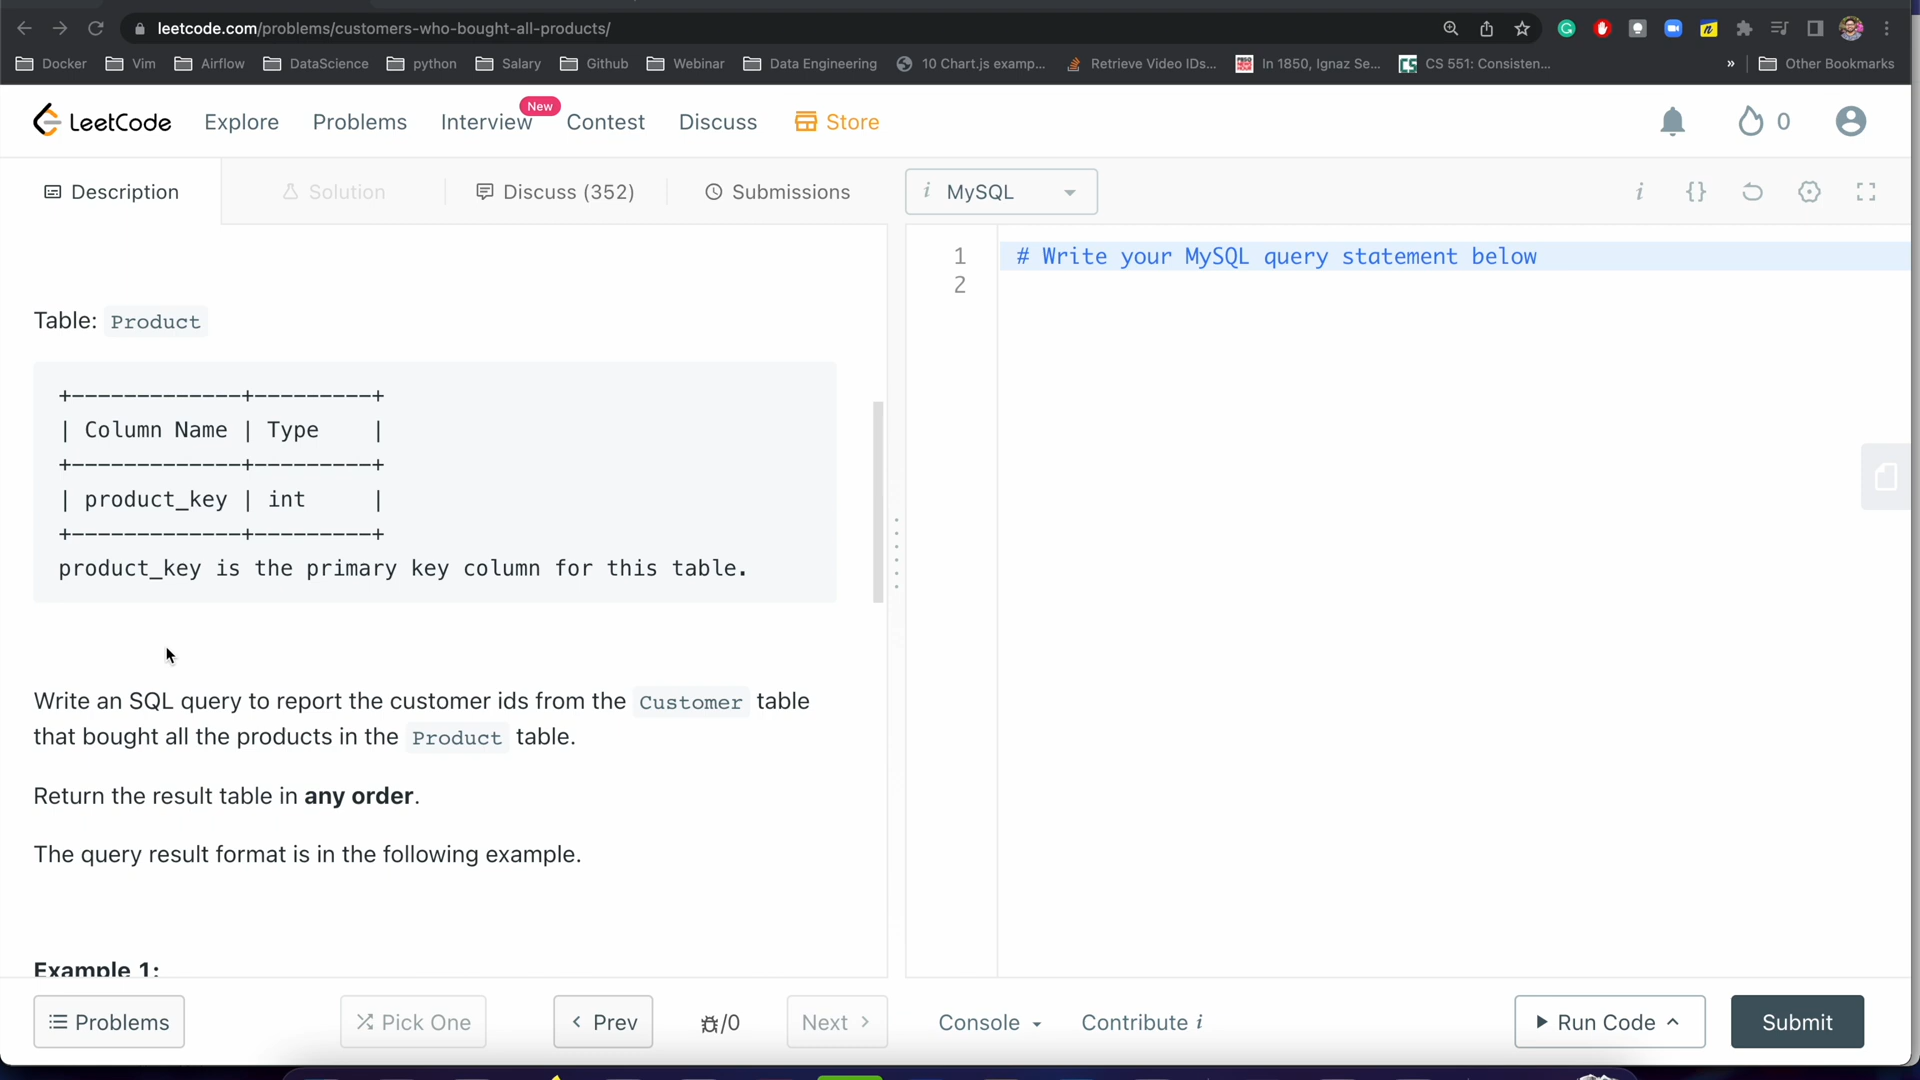 leetcode.com/problems/customers-who-bought-all-products/
Docker Vim Airflow DataScience python Salary Github Webinar Data Engineering 10 Chart.js examp... Retrieve Video IDs... In 1850, Ignaz Se... CS 551: Consisten... » Other Bookmarks
LeetCode Explore Problems Interview New Contest Discuss Store 0
Description Solution Discuss (352) Submissions i MySQL i {}
1 # Write your MySQL query statement below
2
Table: Product
+-------------+---------+
| Column Name | Type    |
+-------------+---------+
| product_key | int     |
+-------------+---------+
product_key is the primary key column for this table.
Write an SQL query to report the customer ids from the Customer table
that bought all the products in the Product table.
Return the result table in any order.
The query result format is in the following example.
Example 1:
Problems Pick One Prev /0 Next Console Contribute i Run Code Submit